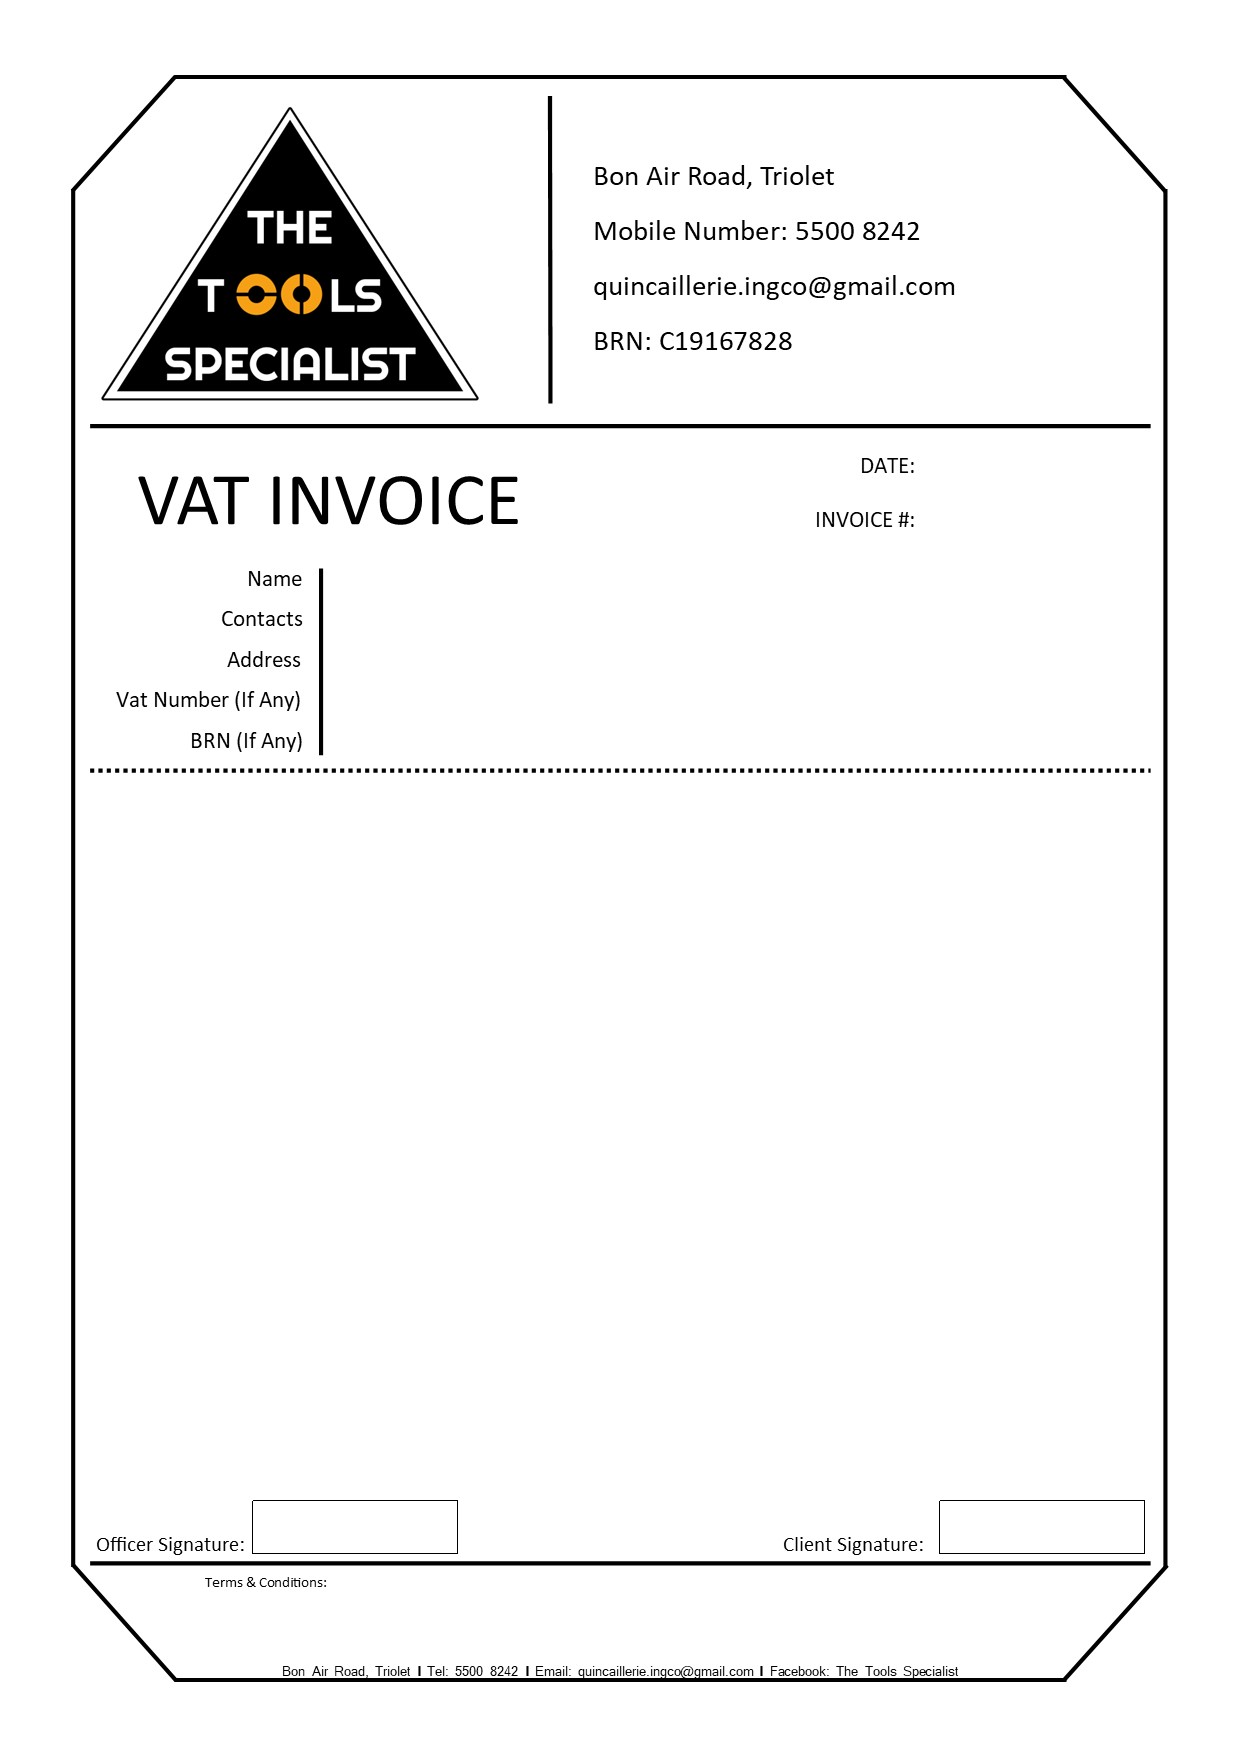 THE
TOOLS
SPECIALIST
Bon Air Road, Triolet
Mobile Number: 5500 8242
quincaillerie.ingco@gmail.com
BRN: C19167828
VAT INVOICE
DATE:
INVOICE #:
Name
Contacts
Address
Vat Number (If Any)
BRN (If Any)
Officer Signature:
Client Signature:
Terms & Conditions:
Bon Air Road, Triolet I Tel: 5500 8242 I Email: quincaillerie.ingco@gmail.com I Facebook: The Tools Specialist